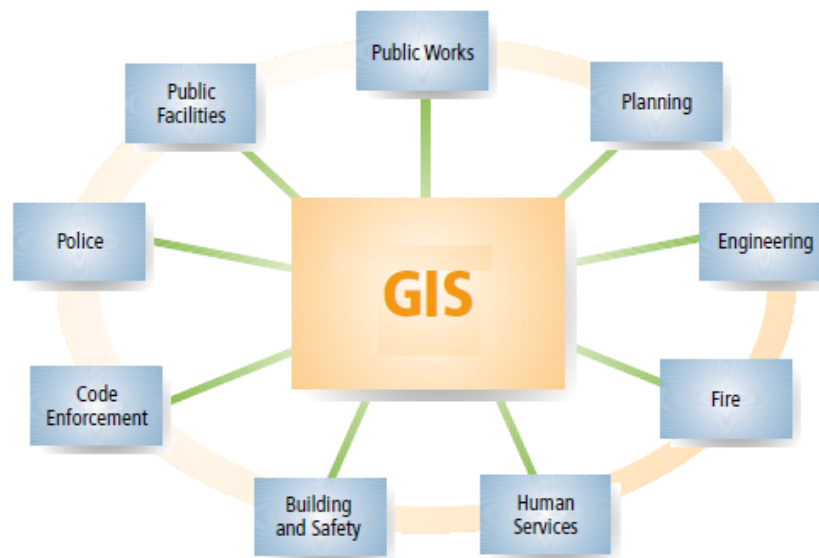 Public Works
Public
Facilities
Planning
Police
Engineering
GIS
Code
Enforcement
Fire
Building
and Safety
Human
Services